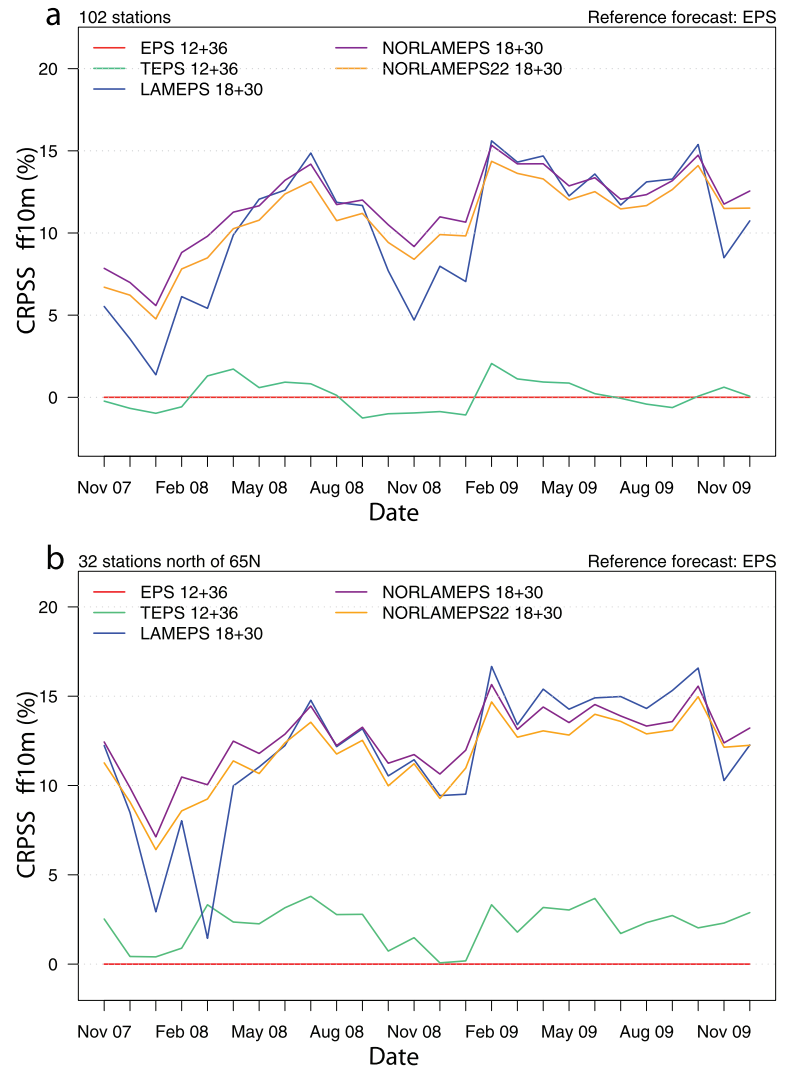 a
102 stations Reference forecast: EPS
EPS 12+36 NORLAMEPS 18+30
TEPS 12+36 NORLAMEPS22 18+30
LAMEPS 18+30
20
15
10
5
0
CRPSS ff10m (%)
Nov 07 Feb 08 May 08 Aug 08 Nov 08 Feb 09 May 09 Aug 09 Nov 09
Date
b
32 stations north of 65N Reference forecast: EPS
EPS 12+36 NORLAMEPS 18+30
TEPS 12+36 NORLAMEPS22 18+30
LAMEPS 18+30
20
15
10
5
0
CRPSS ff10m (%)
Nov 07 Feb 08 May 08 Aug 08 Nov 08 Feb 09 May 09 Aug 09 Nov 09
Date